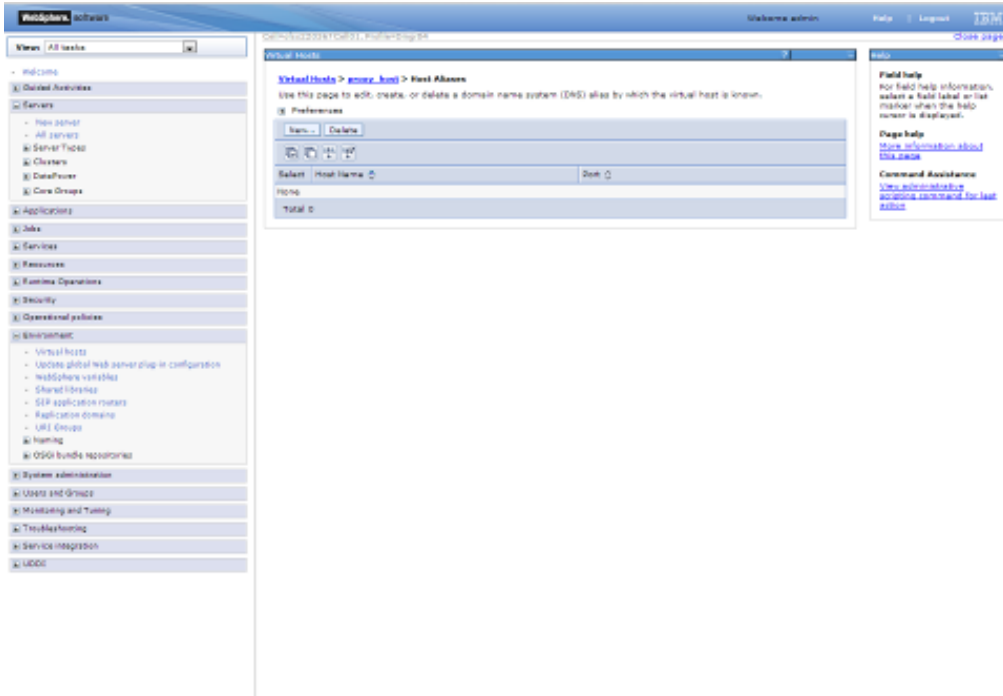 WebSphere. software
Welcome admin
Help | Logout
IBM
View: All tasks
Close page
Welcome
Guided Activities
Servers
New server
All servers
Server Types
Clusters
DataPower
Core Groups
Applications
Jobs
Services
Resources
Runtime Operations
Security
Operational policies
Environment
Virtual hosts
Update global Web server plug-in configuration
WebSphere variables
Shared libraries
SIP application routers
Replication domains
URI Groups
Naming
OSGi bundle repositories
System administration
Users and Groups
Monitoring and Tuning
Troubleshooting
Service integration
UDDI
Virtual Hosts
?
Virtual Hosts > proxy_host > Host Aliases
Use this page to edit, create, or delete a domain name system (DNS) alias by which the virtual host is known.
Preferences
New... Delete
Select Host Name Port
None
Total 0
Help
Field help
For field help information,
select a field label or list
marker when the help
cursor is displayed.
Page help
More information about
this page
Command Assistance
View administrative
scripting command for last
action